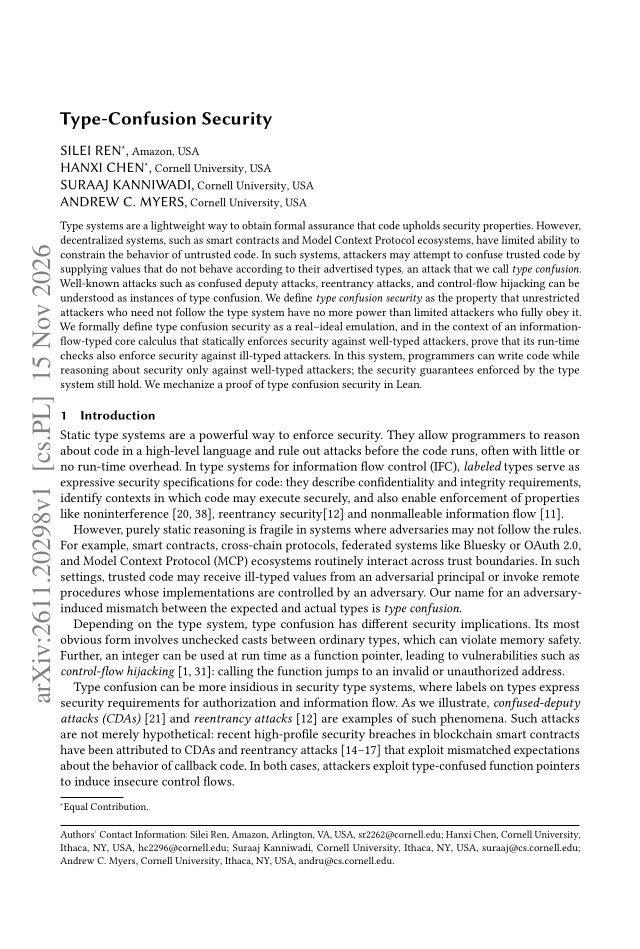 Type-Confusion Security
SILEI REN*, Amazon, USA
HANXI CHEN*, Cornell University, USA
SURAAJ KANNIWADI, Cornell University, USA
ANDREW C. MYERS, Cornell University, USA
Type systems are a lightweight way to obtain formal assurance that code upholds security properties. However,
decentralized systems, such as smart contracts and Model Context Protocol ecosystems, have limited ability to
constrain the behavior of untrusted code. In such systems, attackers may attempt to confuse trusted code by
supplying values that do not behave according to their advertised types, an attack that we call type confusion.
Well-known attacks such as confused deputy attacks, reentrancy attacks, and control-flow hijacking can be
understood as instances of type confusion. We define type confusion security as the property that unrestricted
attackers who need not follow the type system have no more power than limited attackers who fully obey it.
We formally define type confusion security as a real–ideal emulation, and in the context of an information-
flow-typed core calculus that statically enforces security against well-typed attackers, prove that its run-time
checks also enforce security against ill-typed attackers. In this system, programmers can write code while
reasoning about security only against well-typed attackers; the security guarantees enforced by the type
system still hold. We mechanize a proof of type confusion security in Lean.
1 Introduction
Static type systems are a powerful way to enforce security. They allow programmers to reason
about code in a high-level language and rule out attacks before the code runs, often with little or
no run-time overhead. In type systems for information flow control (IFC), labeled types serve as
expressive security specifications for code: they describe confidentiality and integrity requirements,
identify contexts in which code may execute securely, and also enable enforcement of properties
like noninterference [20, 38], reentrancy security[12] and nonmalleable information flow [11].
However, purely static reasoning is fragile in systems where adversaries may not follow the rules.
For example, smart contracts, cross-chain protocols, federated systems like Bluesky or OAuth 2.0,
and Model Context Protocol (MCP) ecosystems routinely interact across trust boundaries. In such
settings, trusted code may receive ill-typed values from an adversarial principal or invoke remote
procedures whose implementations are controlled by an adversary. Our name for an adversary-
induced mismatch between the expected and actual types is type confusion.
Depending on the type system, type confusion has different security implications. Its most
obvious form involves unchecked casts between ordinary types, which can violate memory safety.
Further, an integer can be used at run time as a function pointer, leading to vulnerabilities such as
control-flow hijacking [1, 31]: calling the function jumps to an invalid or unauthorized address.
Type confusion can be more insidious in security type systems, where labels on types express
security requirements for authorization and information flow. As we illustrate, confused-deputy
attacks (CDAs) [21] and reentrancy attacks [12] are examples of such phenomena. Such attacks
are not merely hypothetical: recent high-profile security breaches in blockchain smart contracts
have been attributed to CDAs and reentrancy attacks [14–17] that exploit mismatched expectations
about the behavior of callback code. In both cases, attackers exploit type-confused function pointers
to induce insecure control flows.
*Equal Contribution.
Authors' Contact Information: Silei Ren, Amazon, Arlington, VA, USA, sr2262@cornell.edu; Hanxi Chen, Cornell University,
Ithaca, NY, USA, hc2296@cornell.edu; Suraaj Kanniwadi, Cornell University, Ithaca, NY, USA, suraaj@cs.cornell.edu;
Andrew C. Myers, Cornell University, Ithaca, NY, USA, andru@cs.cornell.edu.
arXiv:2611.20298v1 [cs.PL] 15 Nov 2026